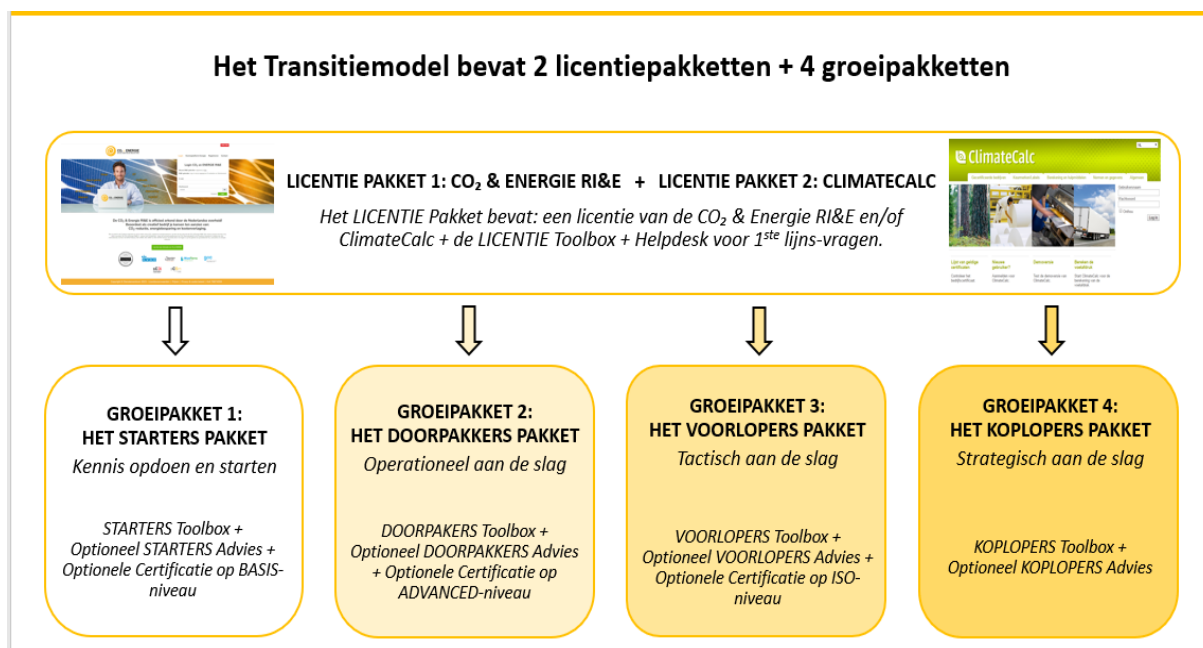 Het Transitiemodel bevat 2 licentiepakketten + 4 groeipakketten
LICENTIE PAKKET 1: CO₂ & ENERGIE RI&E + LICENTIE PAKKET 2: CLIMATECALC
Het LICENTIE Pakket bevat: een licentie van de CO₂ & Energie RI&E en/of
ClimateCalc + de LICENTIE Toolbox + Helpdesk voor 1ste lijns-vragen.
ClimateCalc
GROEIPAKKET 1:
HET STARTERS PAKKET
Kennis opdoen en starten
STARTERS Toolbox +
Optioneel STARTERS Advies +
Optionele Certificatie op BASIS-
niveau
GROEIPAKKET 2:
HET DOORPAKKERS PAKKET
Operationeel aan de slag
DOORPAKERS Toolbox +
Optioneel DOORPAKKERS Advies
+ Optionele Certificatie op
ADVANCED-niveau
GROEIPAKKET 3:
HET VOORLOPERS PAKKET
Tactisch aan de slag
VOORLOPERS Toolbox +
Optioneel VOORLOPERS Advies +
Optionele Certificatie op ISO-
niveau
GROEIPAKKET 4:
HET KOPLOPERS PAKKET
Strategisch aan de slag
KOPLOPERS Toolbox +
Optioneel KOPLOPERS Advies